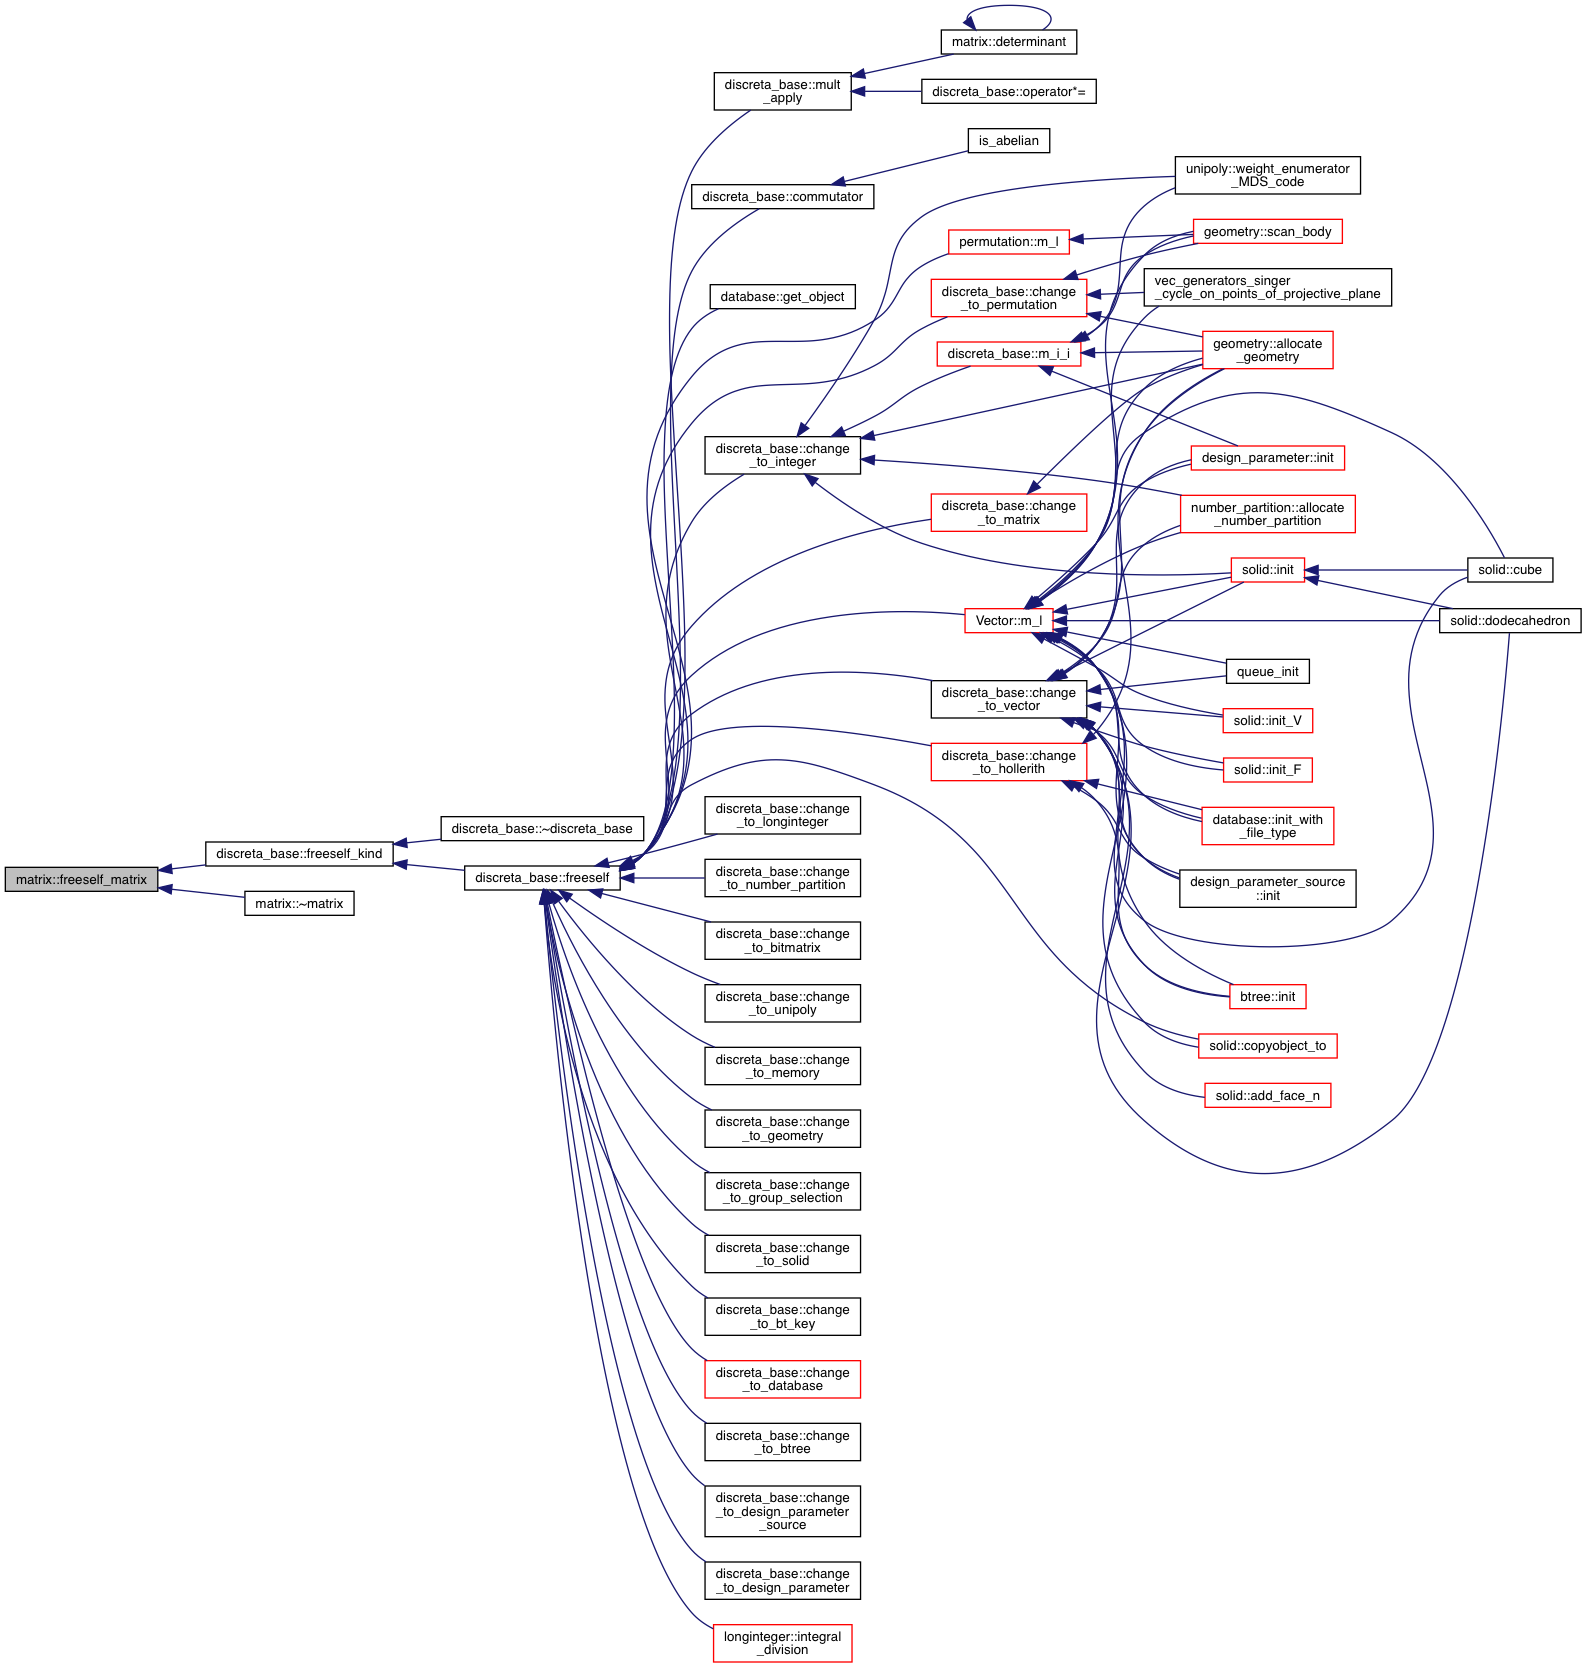 matrix::freeself_matrix
discreta_base::freeself_kind
matrix::~matrix
discreta_base::~discreta_base
discreta_base::freeself
discreta_base::mult
_apply
discreta_base::commutator
database::get_object
discreta_base::change
_to_integer
discreta_base::change
_to_longinteger
discreta_base::change
_to_number_partition
discreta_base::change
_to_bitmatrix
discreta_base::change
_to_unipoly
discreta_base::change
_to_memory
discreta_base::change
_to_geometry
discreta_base::change
_to_group_selection
discreta_base::change
_to_solid
discreta_base::change
_to_bt_key
discreta_base::change
_to_database
discreta_base::change
_to_btree
discreta_base::change
_to_design_parameter
_source
discreta_base::change
_to_design_parameter
longinteger::integral
_division
matrix::determinant
discreta_base::operator*=
is_abelian
permutation::m_l
discreta_base::change
_to_permutation
discreta_base::m_i_i
discreta_base::change
_to_matrix
Vector::m_l
discreta_base::change
_to_vector
discreta_base::change
_to_hollerith
unipoly::weight_enumerator
_MDS_code
geometry::scan_body
vec_generators_singer
_cycle_on_points_of_projective_plane
geometry::allocate
_geometry
design_parameter::init
number_partition::allocate
_number_partition
solid::init
queue_init
solid::init_V
solid::init_F
database::init_with
_file_type
design_parameter_source
::init
btree::init
solid::copyobject_to
solid::add_face_n
solid::cube
solid::dodecahedron